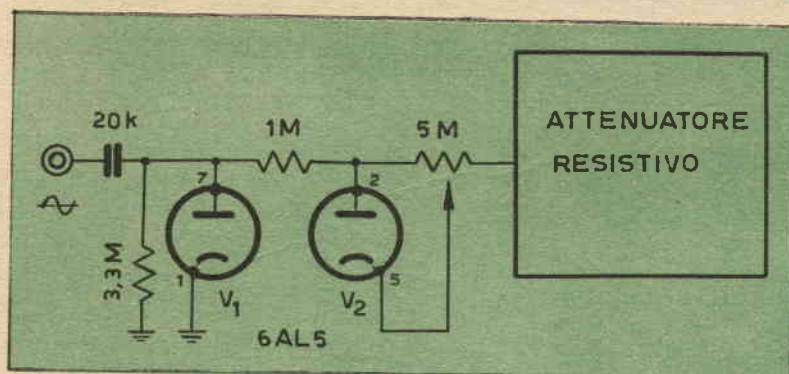 20k
1M
5M
ATTENUATORE
RESISTIVO
7
2
3,3M
1
V1
5
V2
6AL5